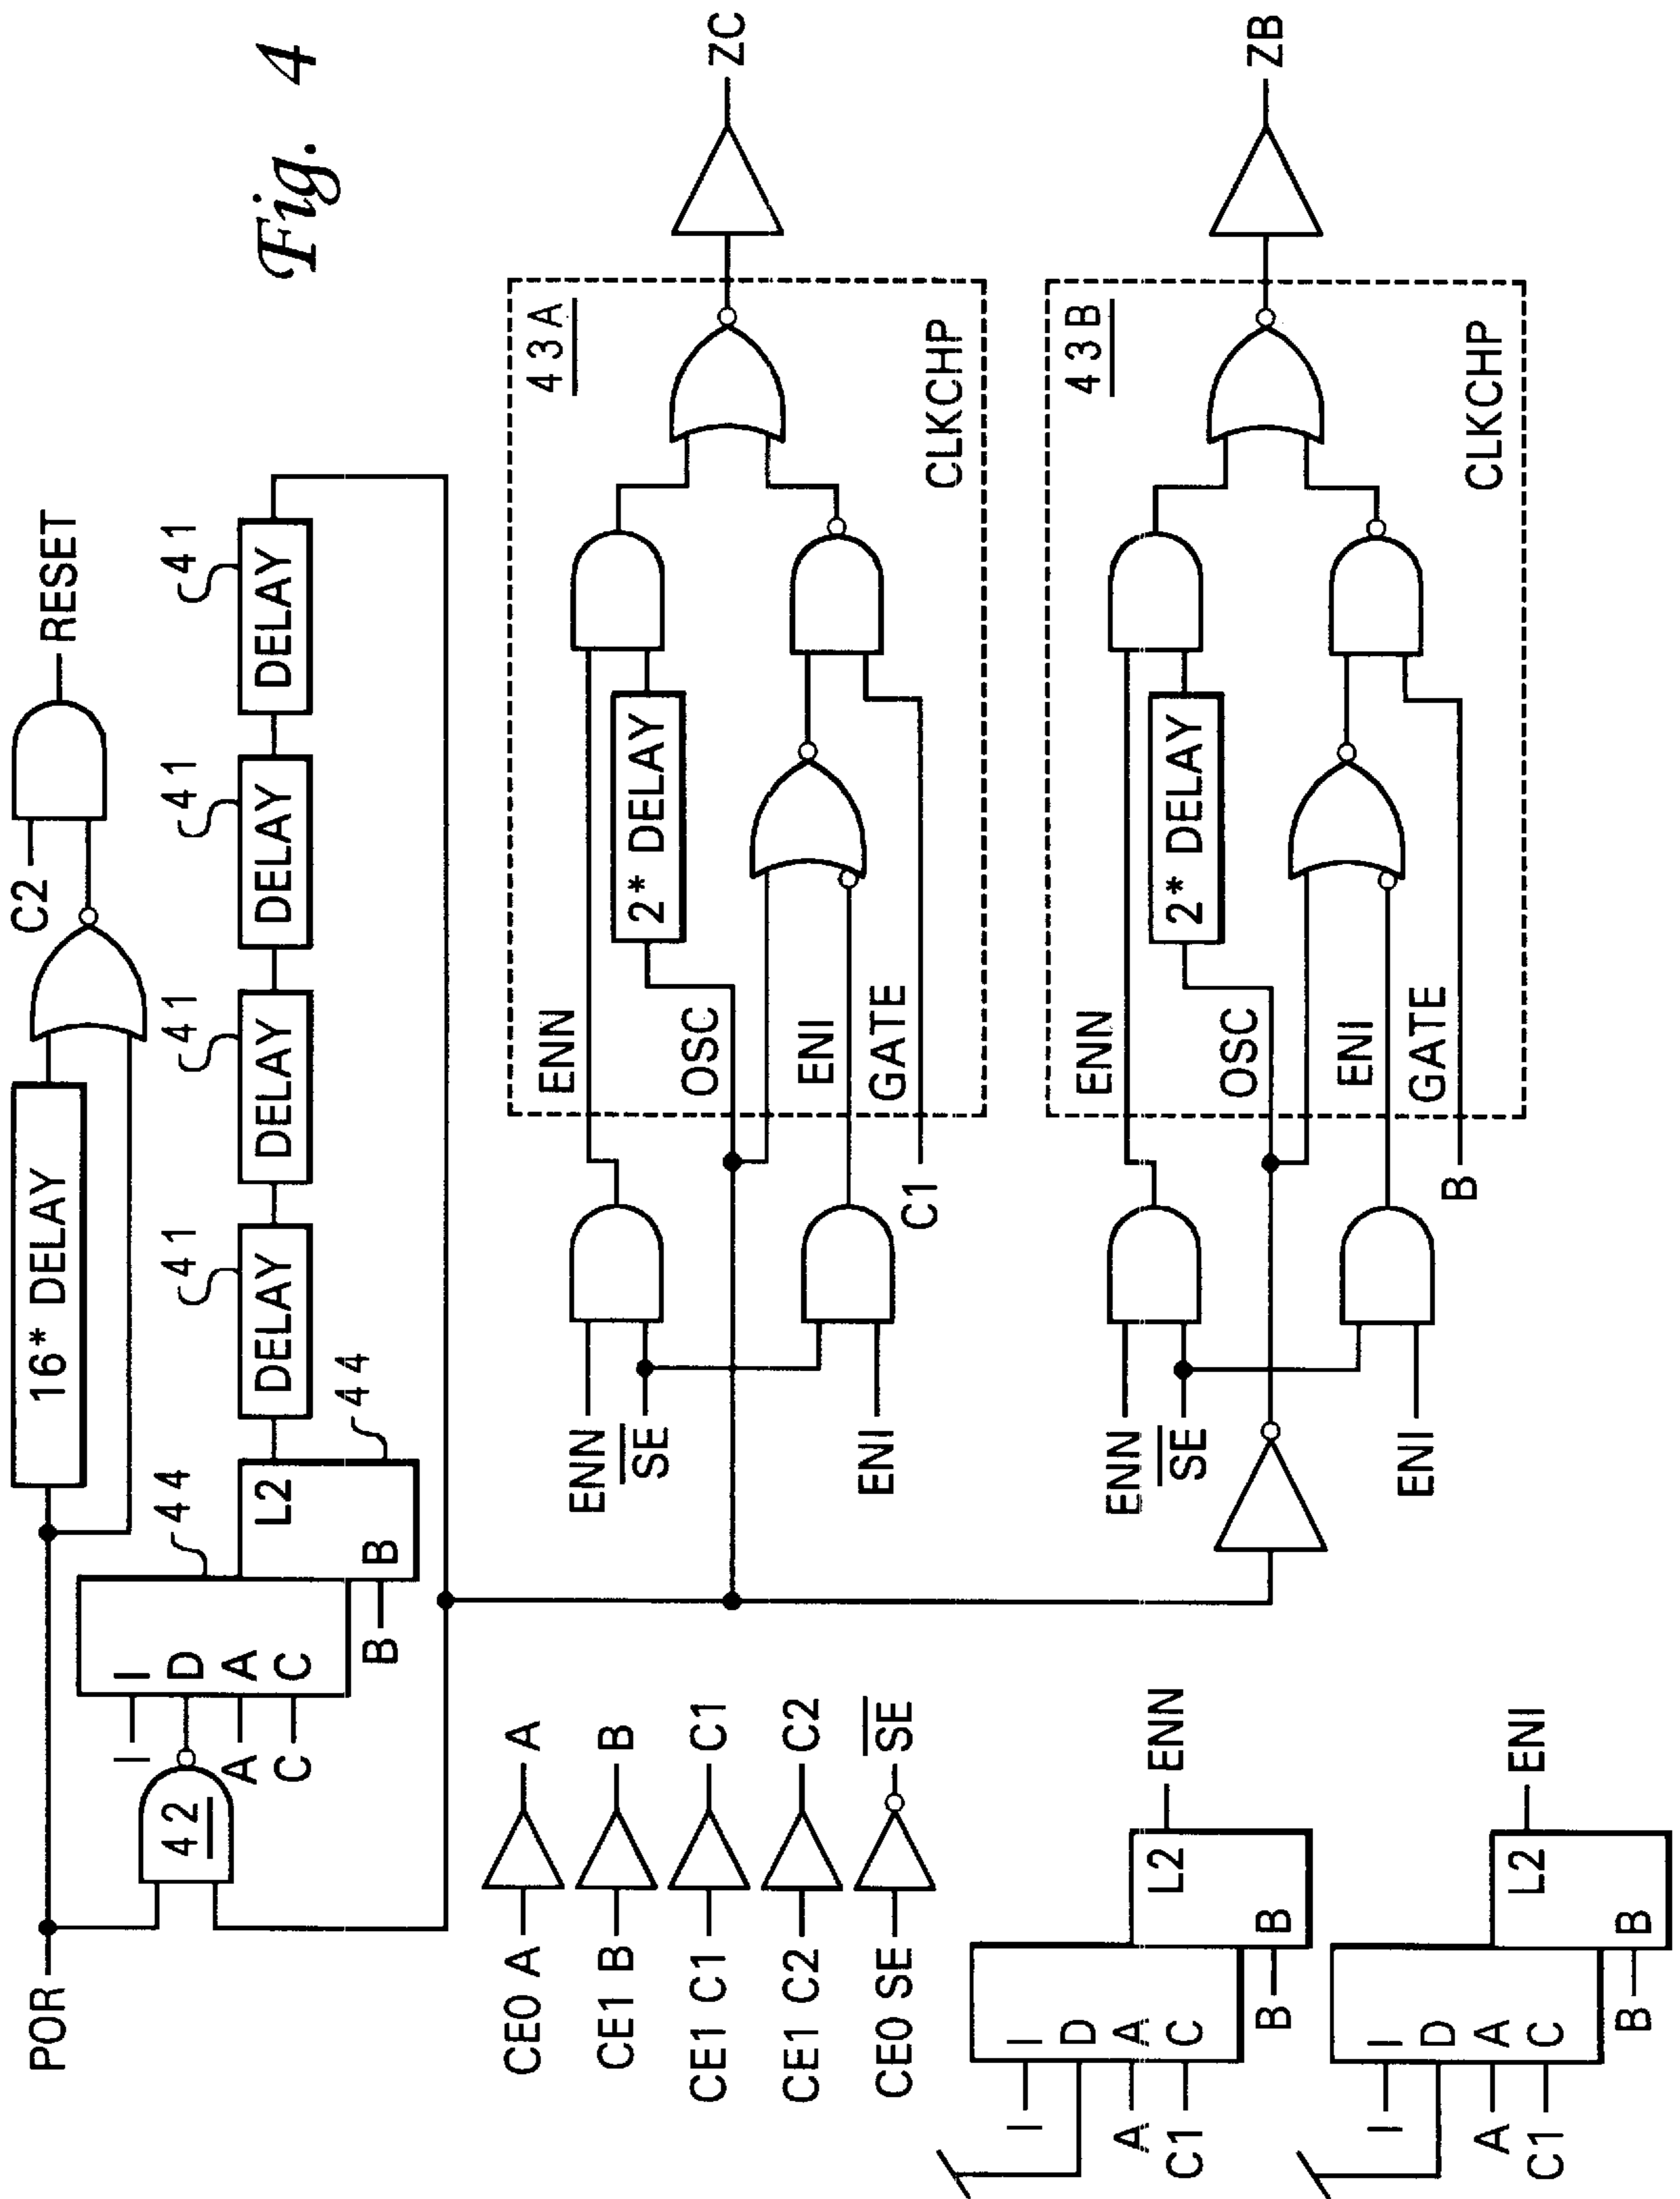 Fig. 4
POR
16* DELAY
C2
RESET
42
I
D
A
C
I
A
C
44
L2
B
B
44
DELAY
41
DELAY
41
DELAY
41
DELAY
41
CE0 A
A
CE1 B
B
CE1 C1
C1
CE1 C2
C2
CE0 SE
SE
ENN
SE
ENI
C1
ENN
OSC
ENI
GATE
2* DELAY
43A
CLKCHP
ZC
ENN
SE
ENI
B
ENN
OSC
ENI
GATE
2* DELAY
43B
CLKCHP
ZB
I
A
C1
I
D
A
C
B
B
L2
ENN
I
A
C1
I
D
A
C
B
B
L2
ENI